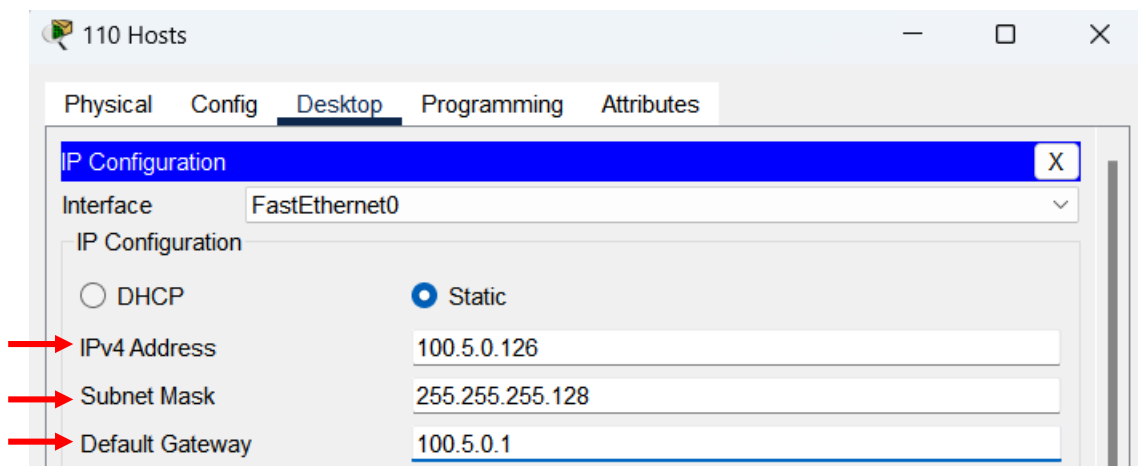 110 Hosts
Physical Config Desktop Programming Attributes
IP Configuration X
Interface FastEthernet0
IP Configuration
DHCP Static
IPv4 Address 100.5.0.126
Subnet Mask 255.255.255.128
Default Gateway 100.5.0.1